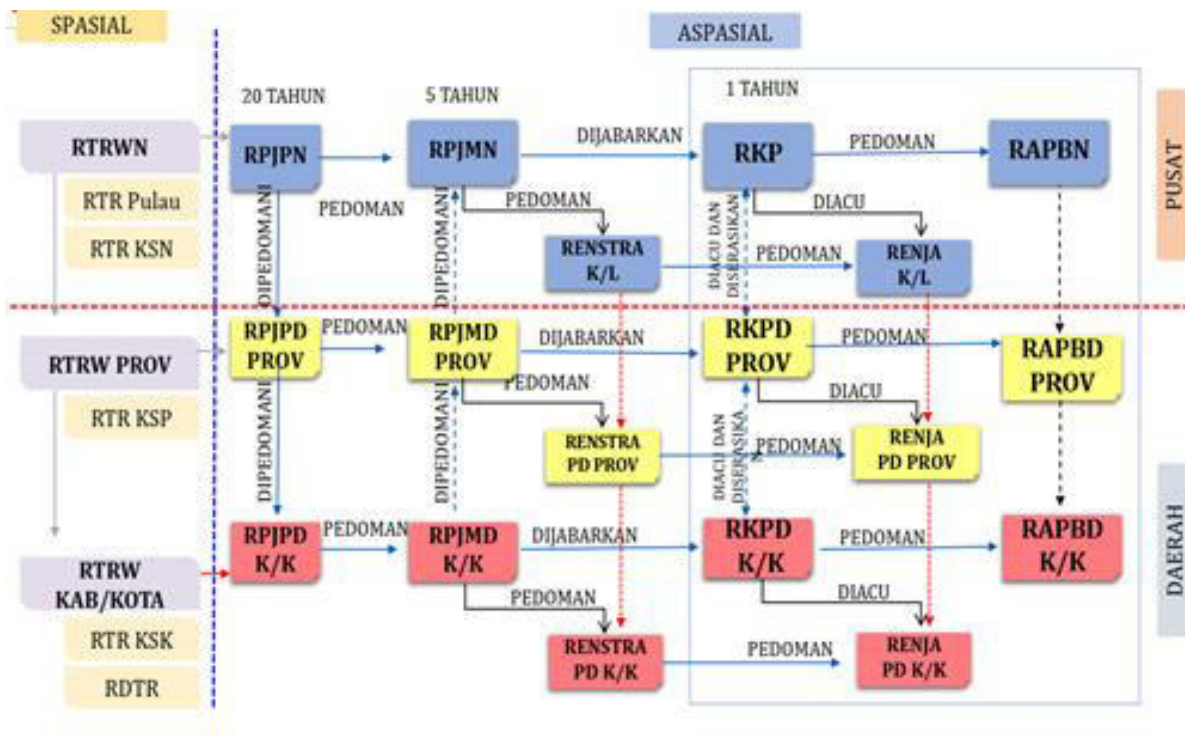 SPASIAL
ASPASIAL
20 TAHUN
5 TAHUN
1 TAHUN
RTRWN
RPJPN
RPJMN
DIJABARKAN
RKP
PEDOMAN
RAPBN
PUSAT
RTR Pulau
RTR KSN
DIPEDOMANI
PEDOMAN
DIPEDOMANI
PEDOMAN
RENSTRA
K/L
PEDOMAN
DIACU DAN
DISERASIKAN
DIACU
RENJA
K/L
RTRW PROV
RTR KSP
RPJPD
PROV
PEDOMAN
RPJMD
PROV
DIJABARKAN
RKPD
PROV
PEDOMAN
RAPBD
PROV
DIPEDOMANI
DIPEDOMANI
PEDOMAN
RENSTRA
PD PROV
PEDOMAN
DIACU DAN
DISERASIKA
DIACU
RENJA
PD PROV
DAERAH
RTRW
KAB/KOTA
RTR KSK
RDTR
RPJPD
K/K
PEDOMAN
RPJMD
K/K
DIJABARKAN
RKPD
K/K
PEDOMAN
RAPBD
K/K
PEDOMAN
RENSTRA
PD K/K
PEDOMAN
DIACU
RENJA
PD K/K